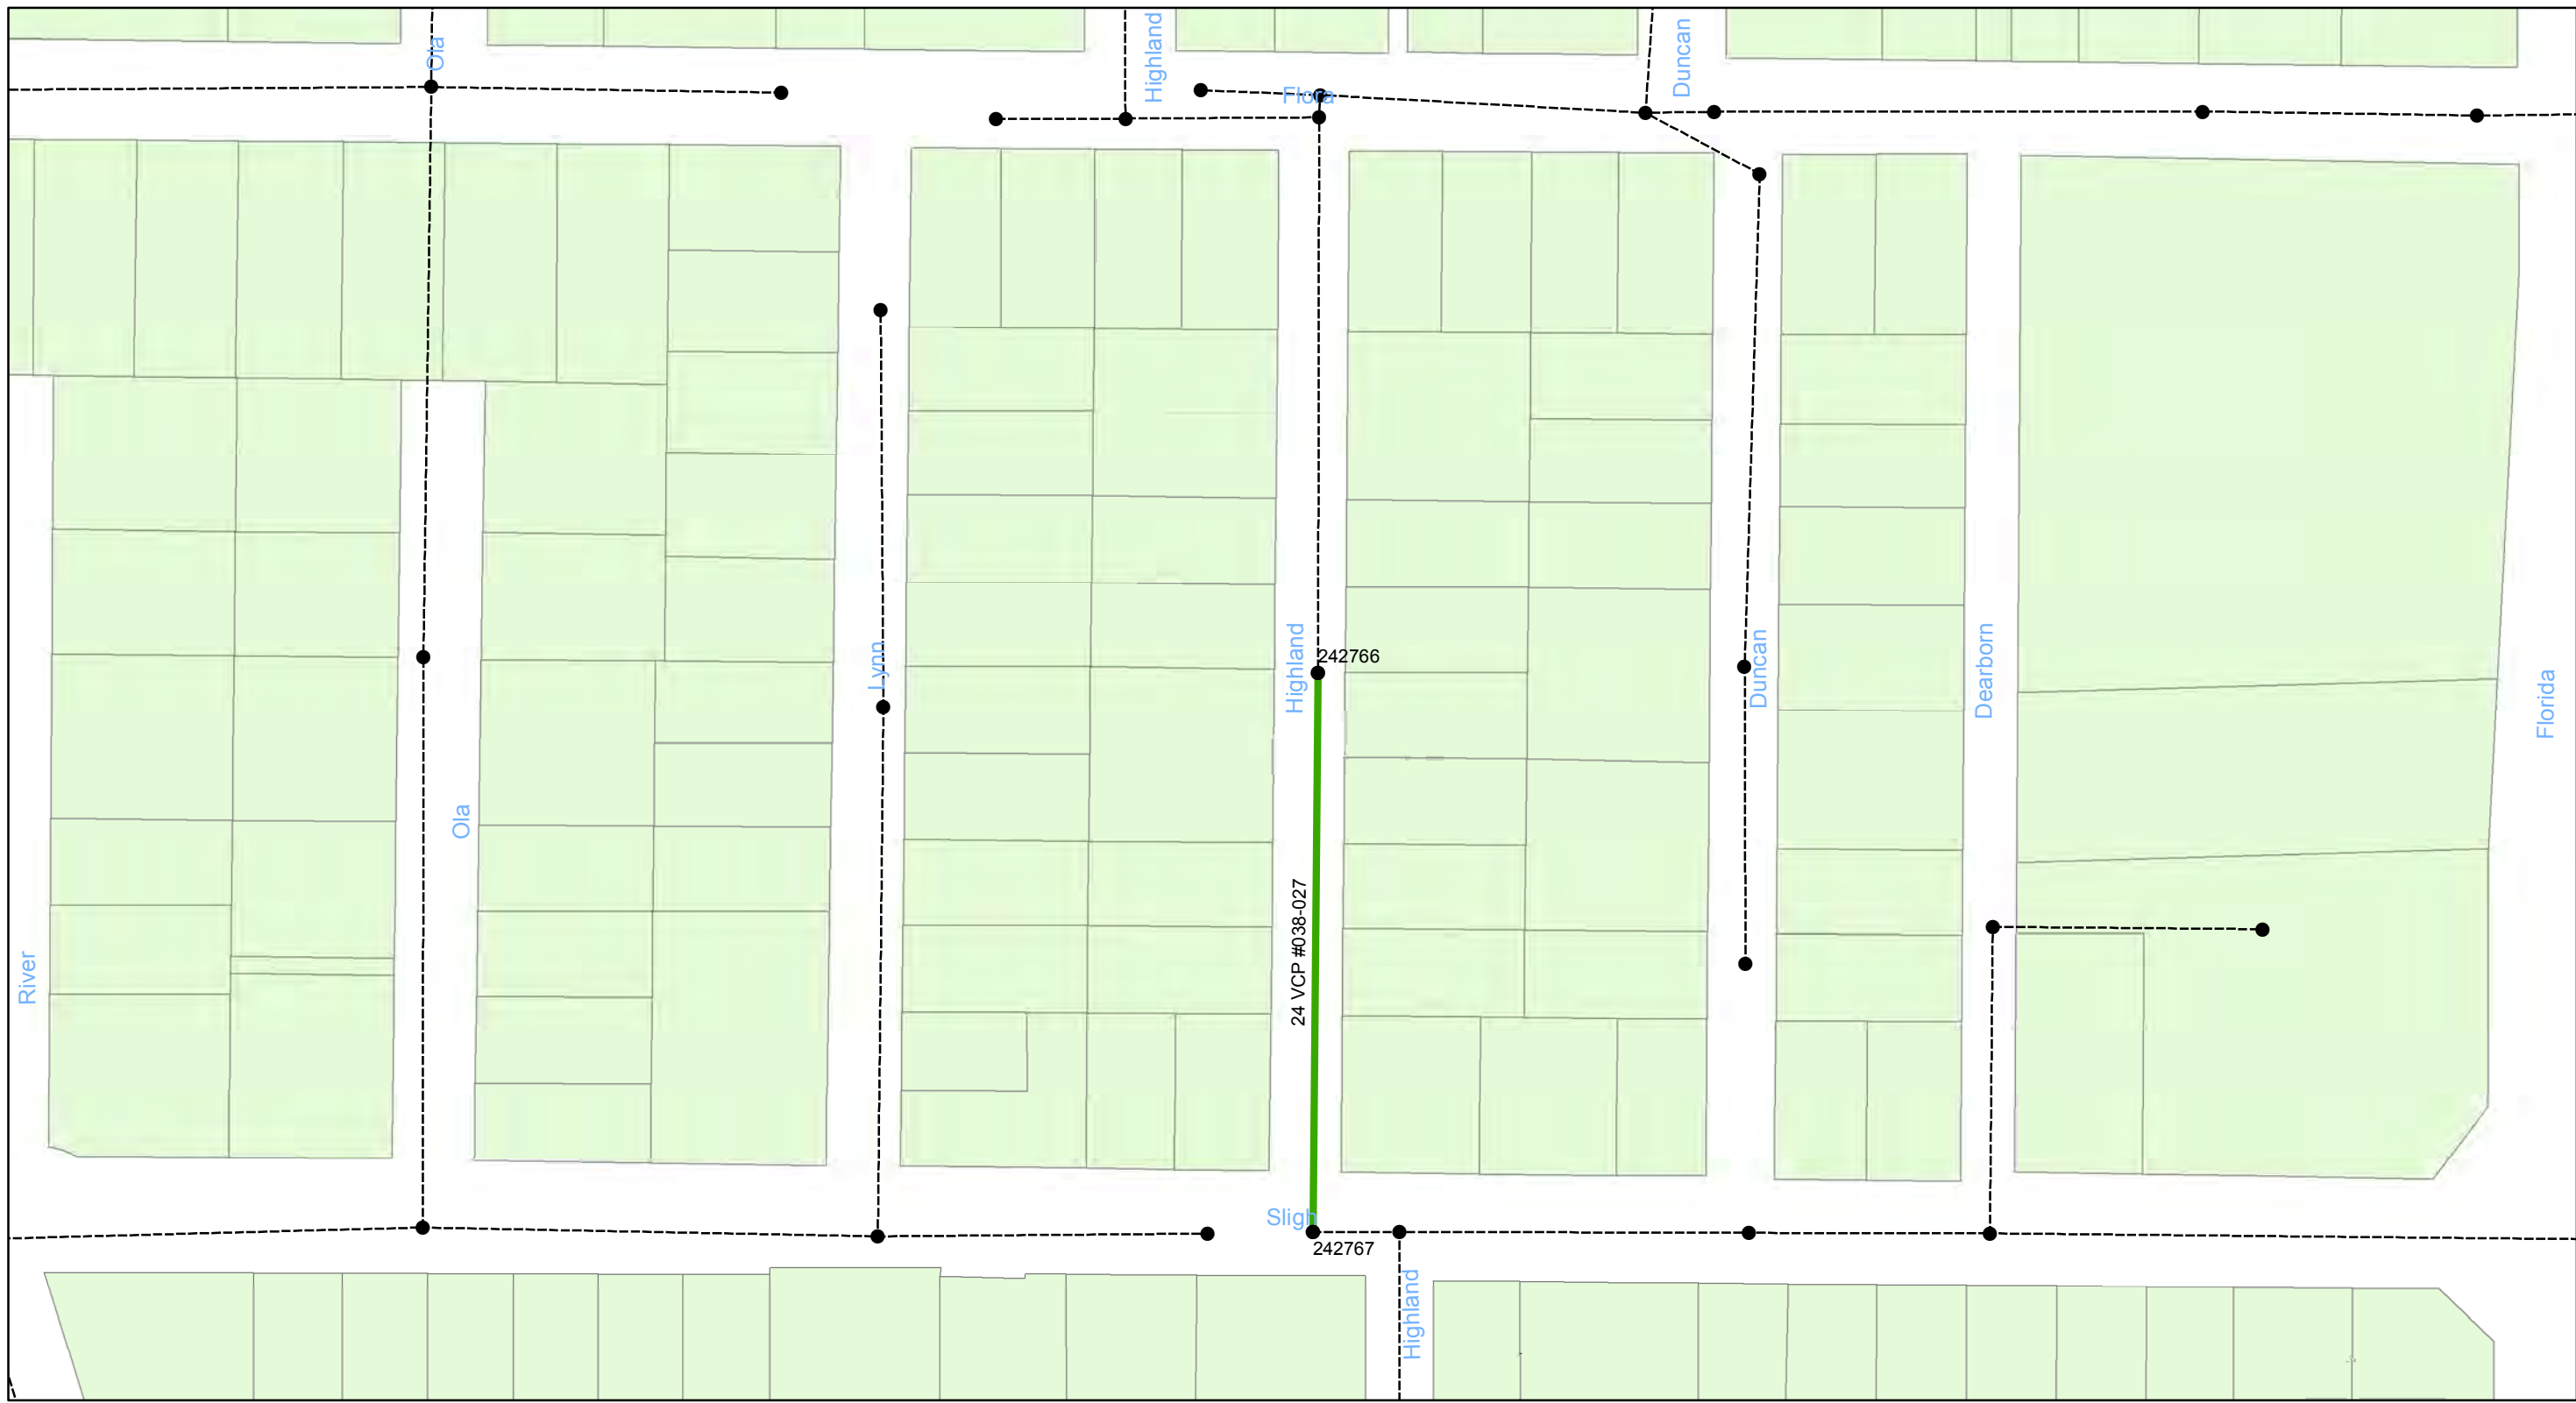 Ola
Highland
Duncan
Flora
242766
Highland
Lynn
Duncan
Dearborn
Florida
Ola
24 VCP #038-027
River
Sligh
242767
Highland